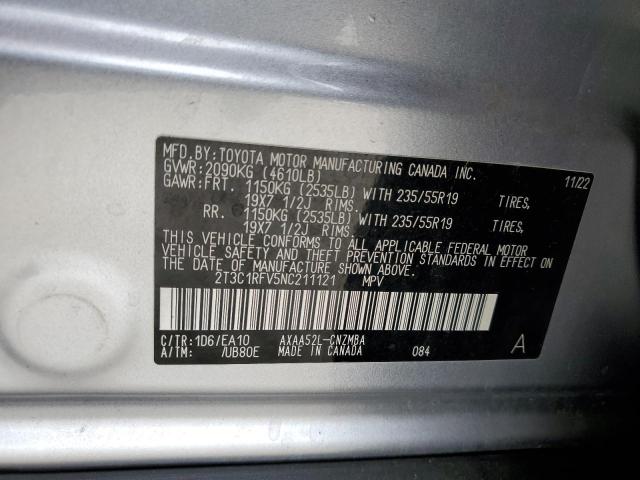 MFD.BY:TOYOTA MOTOR MANUFACTURING CANADA INC.
GVWR:2090KG (4610LB) 11/22
GAWR:FRT. 1150KG (2535LB) WITH 235/55R19 TIRES,
19X7 1/2J RIMS,
RR. 1150KG (2535LB) WITH 235/55R19 TIRES,
19X7 1/2J RIMS.
THIS VEHICLE CONFORMS TO ALL APPLICABLE FEDERAL MOTOR
VEHICLE SAFETY AND THEFT PREVENTION STANDARDS IN EFFECT
ON THE DATE OF MANUFACTURE SHOWN ABOVE.
2T3C1RFV5NC211121 MPV
C/TR:1D6/EA10 AXAA52L-CNZMBA
A/TM: /UB80E MADE IN CANADA 084 A